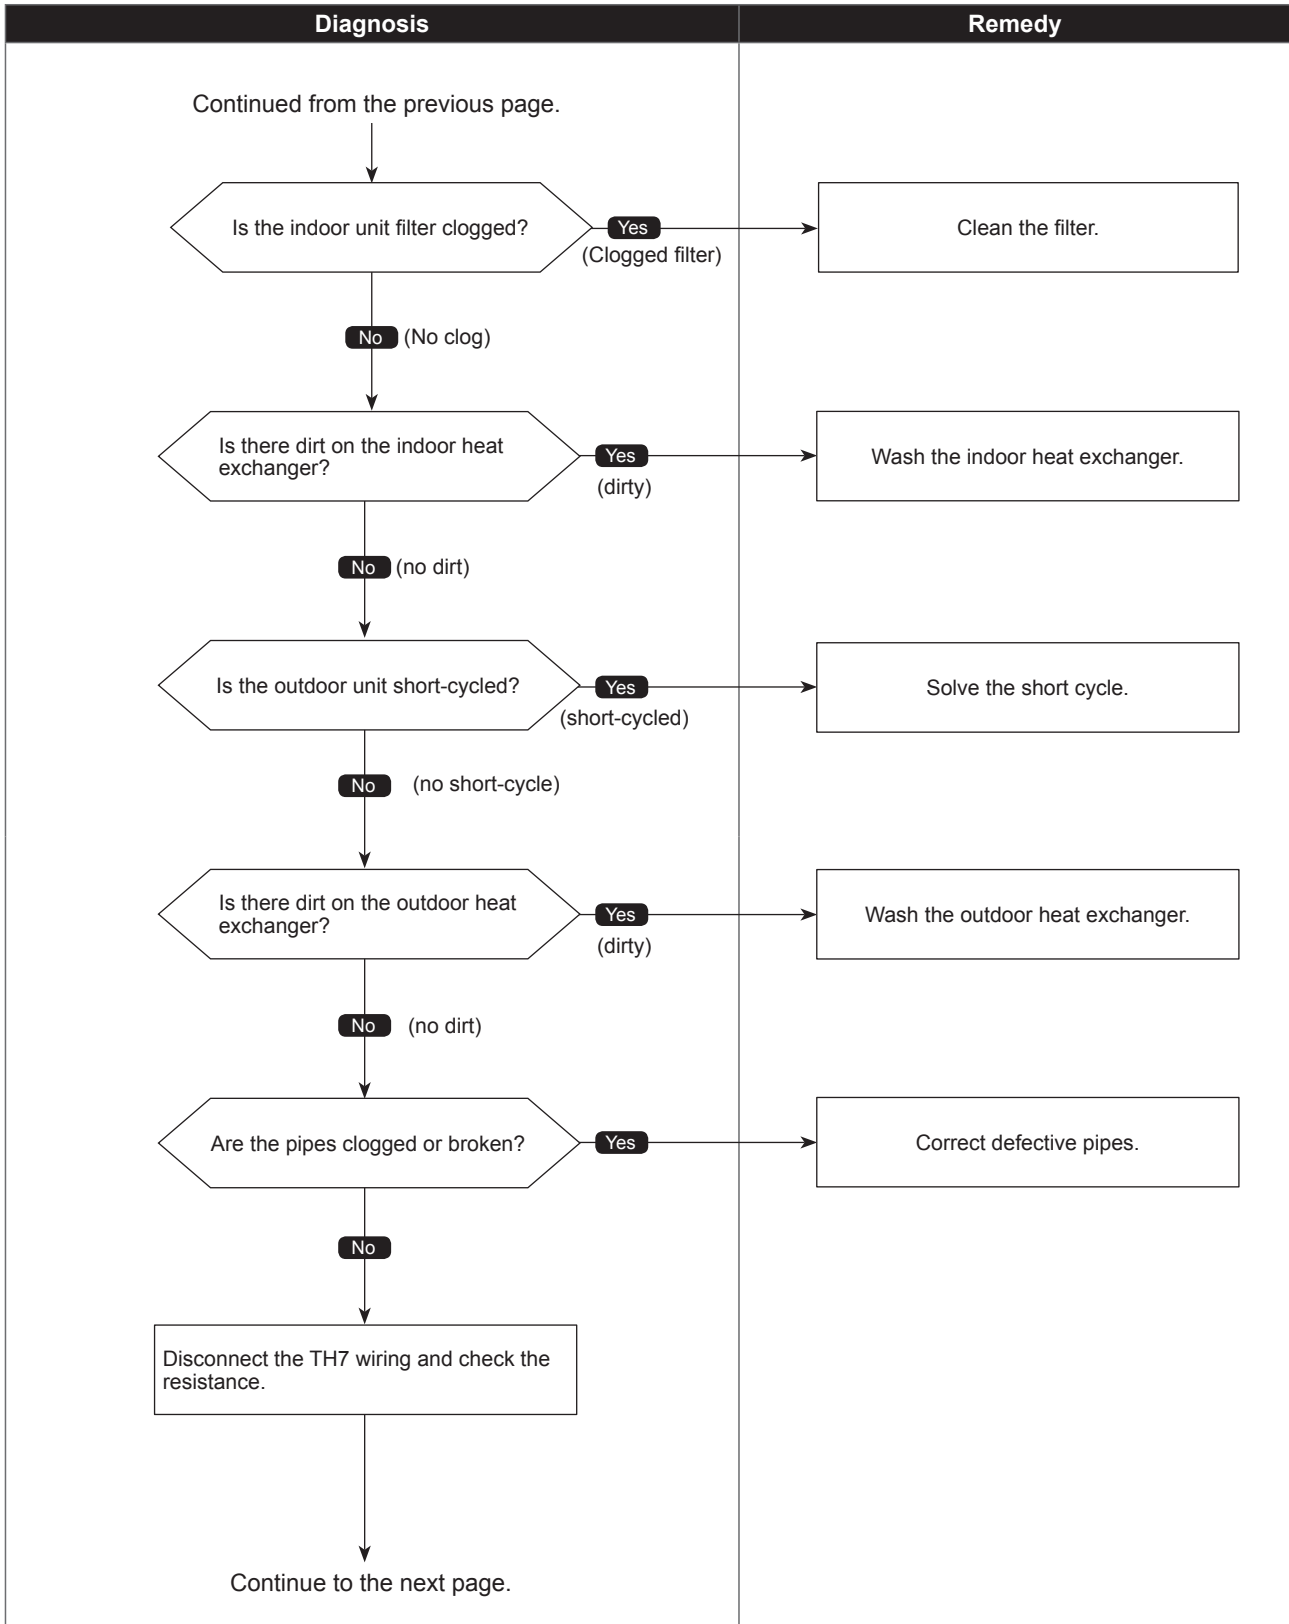 Diagnosis
Remedy
Continued from the previous page.
Is the indoor unit filter clogged?
Yes
(Clogged filter)
Clean the filter.
No (No clog)
Is there dirt on the indoor heat
exchanger?
Yes
(dirty)
Wash the indoor heat exchanger.
No (no dirt)
Is the outdoor unit short-cycled?
Yes
(short-cycled)
Solve the short cycle.
No (no short-cycle)
Is there dirt on the outdoor heat
exchanger?
Yes
(dirty)
Wash the outdoor heat exchanger.
No (no dirt)
Are the pipes clogged or broken?
Yes
Correct defective pipes.
No
Disconnect the TH7 wiring and check the
resistance.
Continue to the next page.